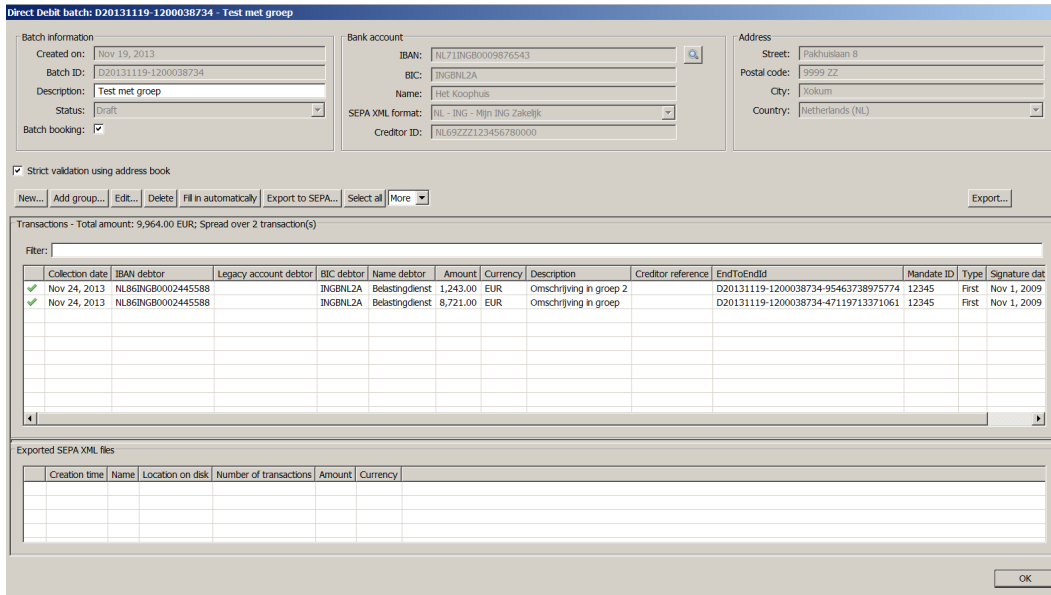 Direct Debit batch: D20131119-1200038734 - Test met groep
Batch information
Created on: Nov 19, 2013
Batch ID: D20131119-1200038734
Description: Test met groep
Status: Draft
Batch booking:
Bank account
IBAN: NL71INGB0009876543
BIC: INGBNL2A
Name: Het Koophuis
SEPA XML format: NL - ING - Mijn ING Zakelijk
Creditor ID: NL69ZZZ123456780000
Address
Street: Pakhuislaan 8
Postal code: 9999 ZZ
City: Xokum
Country: Netherlands (NL)
Strict validation using address book
New... Add group... Edit... Delete Fill in automatically Export to SEPA... Select all More Export...
Transactions - Total amount: 9,964.00 EUR; Spread over 2 transaction(s)
Filter:
Collection date IBAN debtor Legacy account debtor BIC debtor Name debtor Amount Currency Description Creditor reference EndToEndId Mandate ID Type Signature dat
Nov 24, 2013 NL86INGB0002445588 INGBNL2A Belastingdienst 1,243.00 EUR Omschrijving in groep 2 D20131119-1200038734-95463738975774 12345 First Nov 1, 2009
Nov 24, 2013 NL86INGB0002445588 INGBNL2A Belastingdienst 8,721.00 EUR Omschrijving in groep D20131119-1200038734-47119713371061 12345 First Nov 1, 2009
Exported SEPA XML files
Creation time Name Location on disk Number of transactions Amount Currency
OK